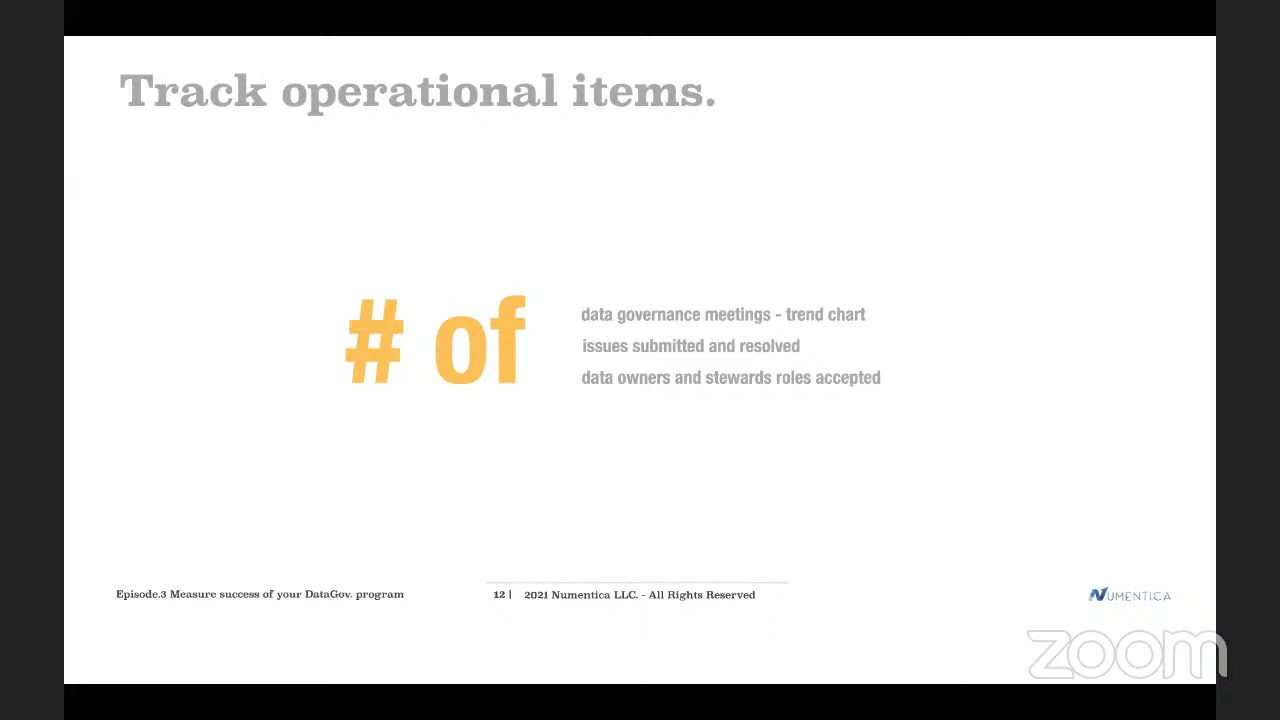 Track operational items.
# of
data governance meetings - trend chart
issues submitted and resolved
data owners and stewards roles accepted
Episode.3 Measure success of your DataGov. program
12 | 2021 Numentica LLC. - All Rights Reserved
NUMENTICA
zoom